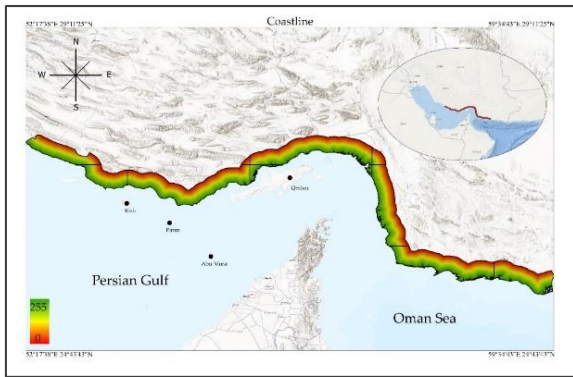 Coastline
52°17'38"E 29°11'25"N
59°34'43"E 29°11'25"N
N
W E
S
Qeshm
Kish
Farur
Abu Musa
Persian Gulf
Oman Sea
255
0
52°17'38"E 24°43'43"N
59°34'43"E 24°43'43"N